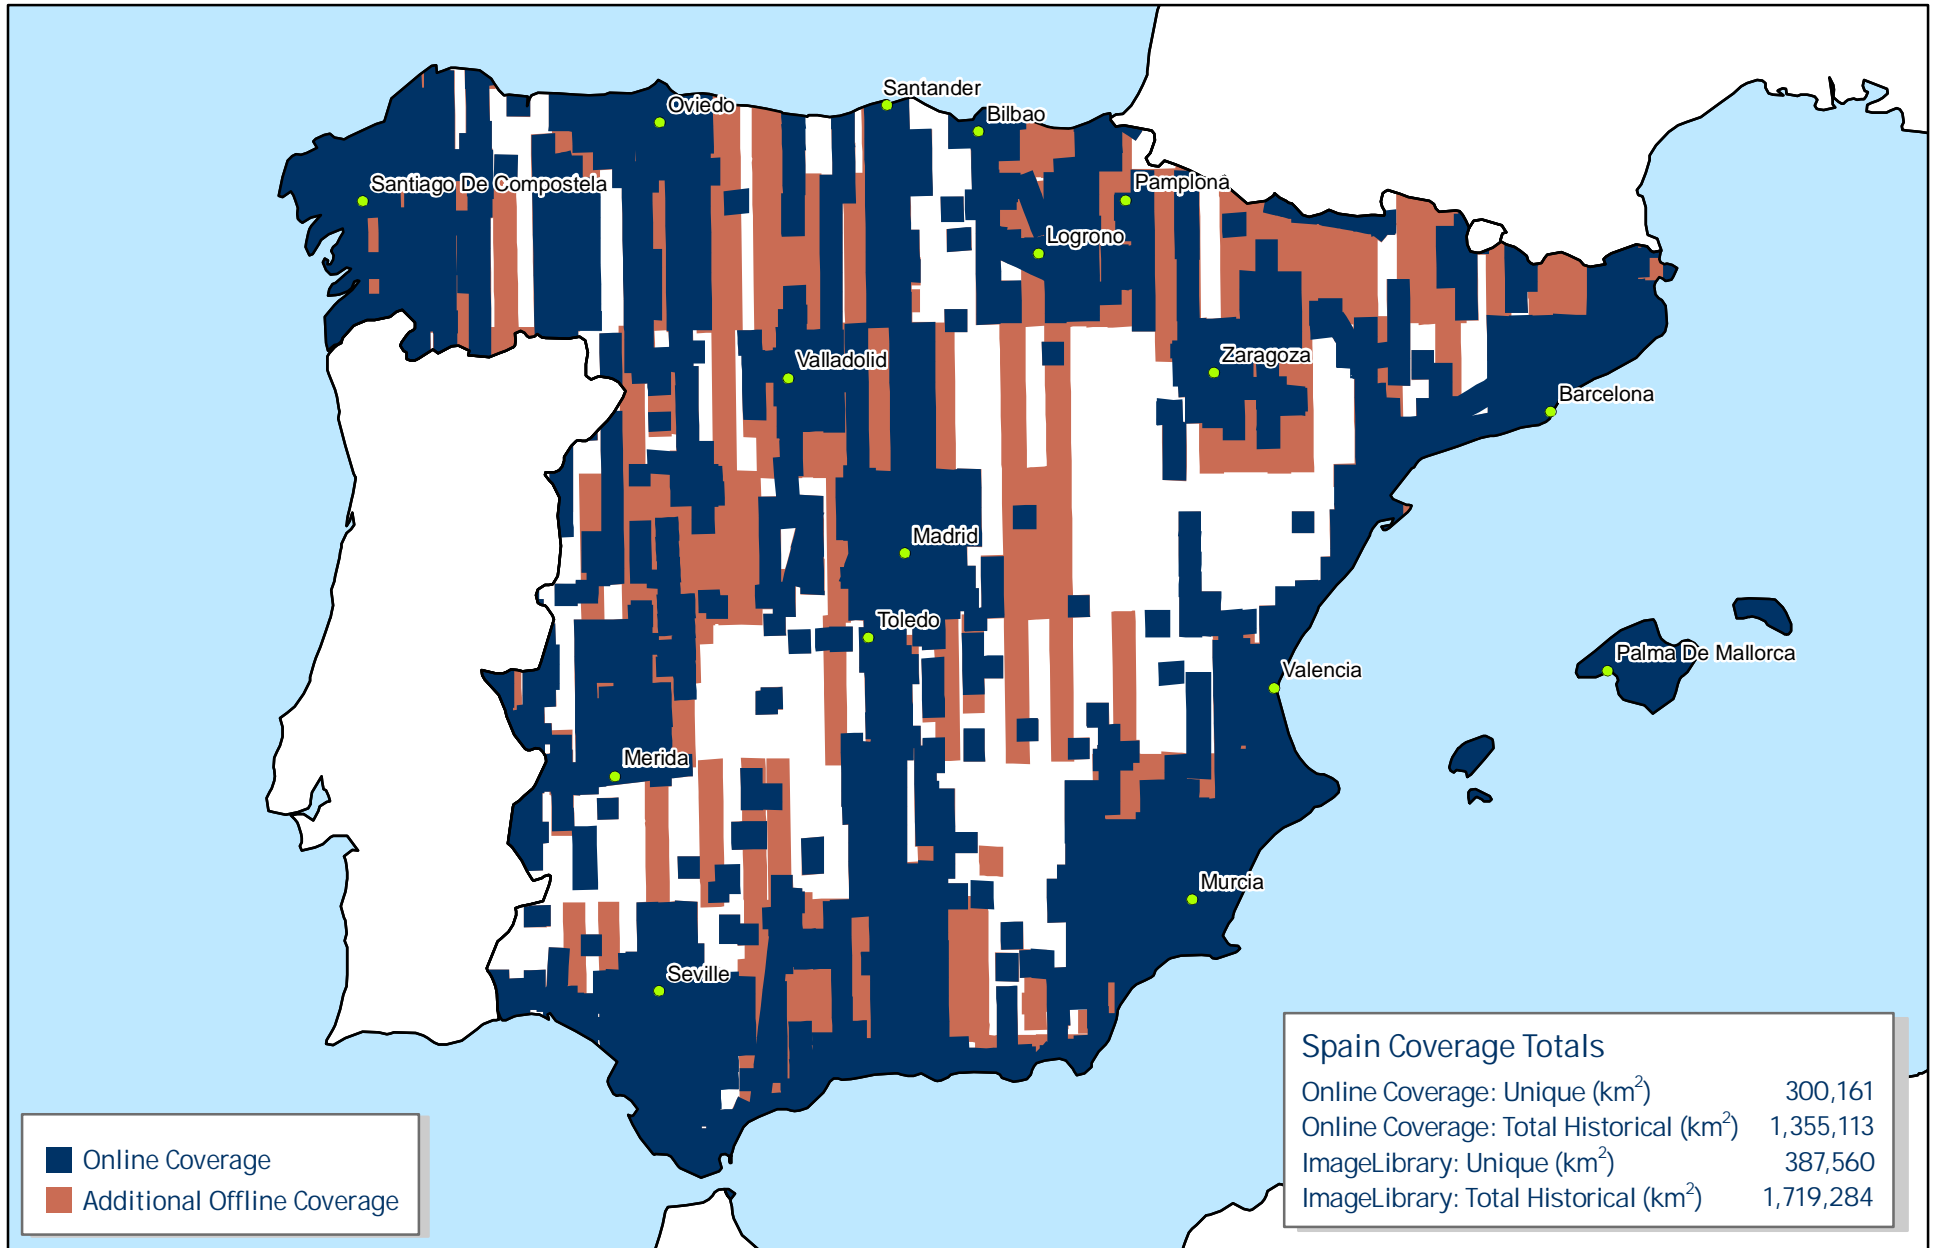 Santander
Oviedo
Bilbao
Santiago De Compostela
Pamplona
Logrono
Valladolid
Zaragoza
Barcelona
Madrid
Toledo
Palma De Mallorca
Valencia
Merida
Murcia
Seville
Spain Coverage Totals
Online Coverage: Unique (km²) 300,161
Online Coverage: Total Historical (km²) 1,355,113
ImageLibrary: Unique (km²) 387,560
ImageLibrary: Total Historical (km²) 1,719,284
Online Coverage
Additional Offline Coverage